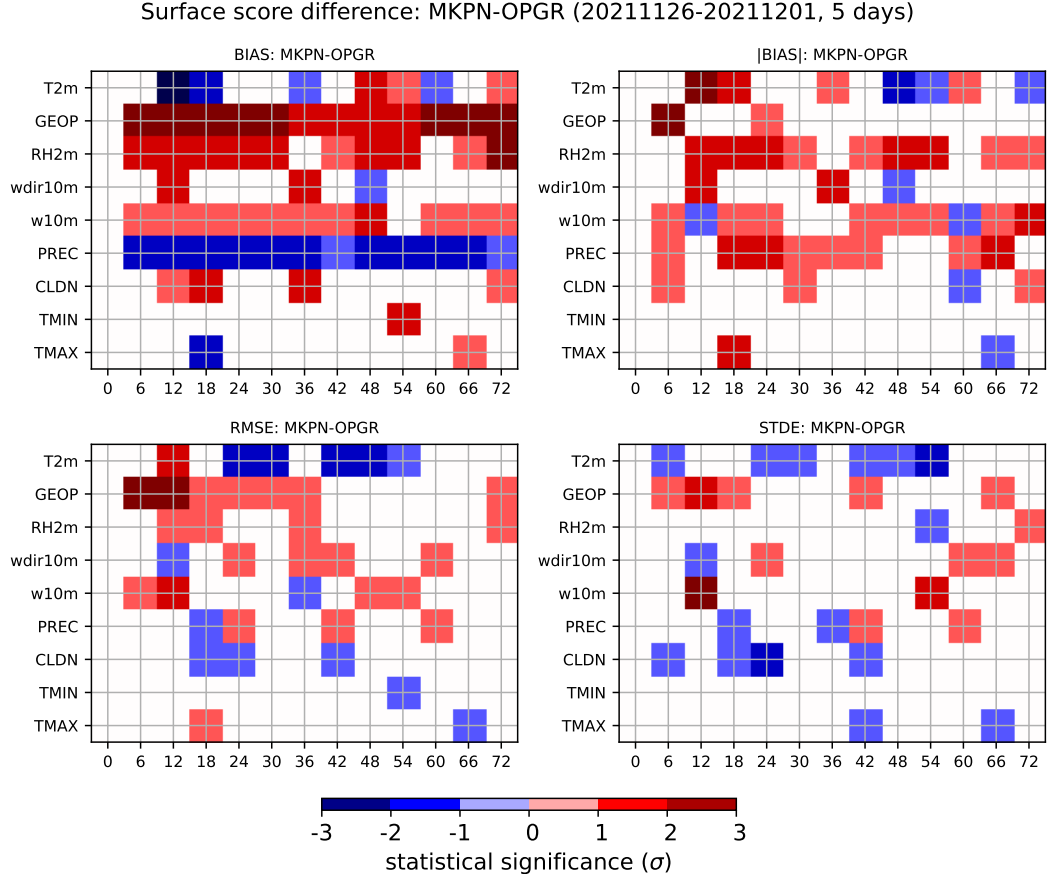 Surface score difference: MKPN-OPGR (20211126-20211201, 5 days)
BIAS: MKPN-OPGR
T2m
GEOP
RH2m
wdir10m
w10m
PREC
CLDN
TMIN
TMAX
0 6 12 18 24 30 36 42 48 54 60 66 72
|BIAS|: MKPN-OPGR
T2m
GEOP
RH2m
wdir10m
w10m
PREC
CLDN
TMIN
TMAX
0 6 12 18 24 30 36 42 48 54 60 66 72
RMSE: MKPN-OPGR
T2m
GEOP
RH2m
wdir10m
w10m
PREC
CLDN
TMIN
TMAX
0 6 12 18 24 30 36 42 48 54 60 66 72
STDE: MKPN-OPGR
T2m
GEOP
RH2m
wdir10m
w10m
PREC
CLDN
TMIN
TMAX
0 6 12 18 24 30 36 42 48 54 60 66 72
-3 -2 -1 0 1 2 3
statistical significance (σ)